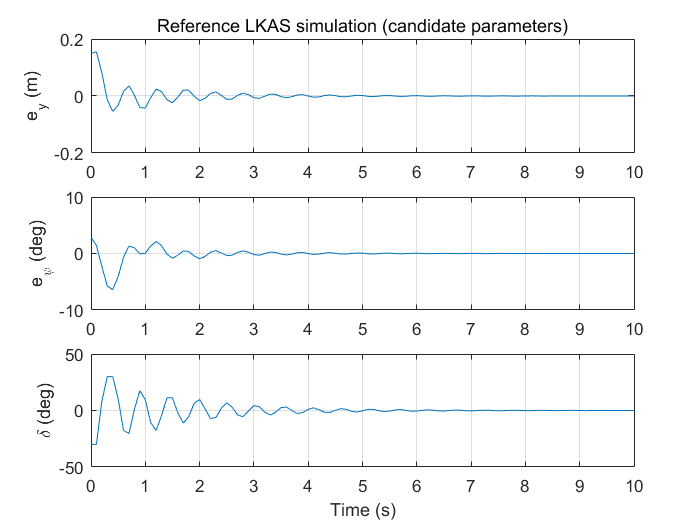 Reference LKAS simulation (candidate parameters)
0.2
0
-0.2
e_y (m)
0 1 2 3 4 5 6 7 8 9 10
10
0
-10
e_ψ (deg)
0 1 2 3 4 5 6 7 8 9 10
50
0
-50
δ (deg)
0 1 2 3 4 5 6 7 8 9 10
Time (s)